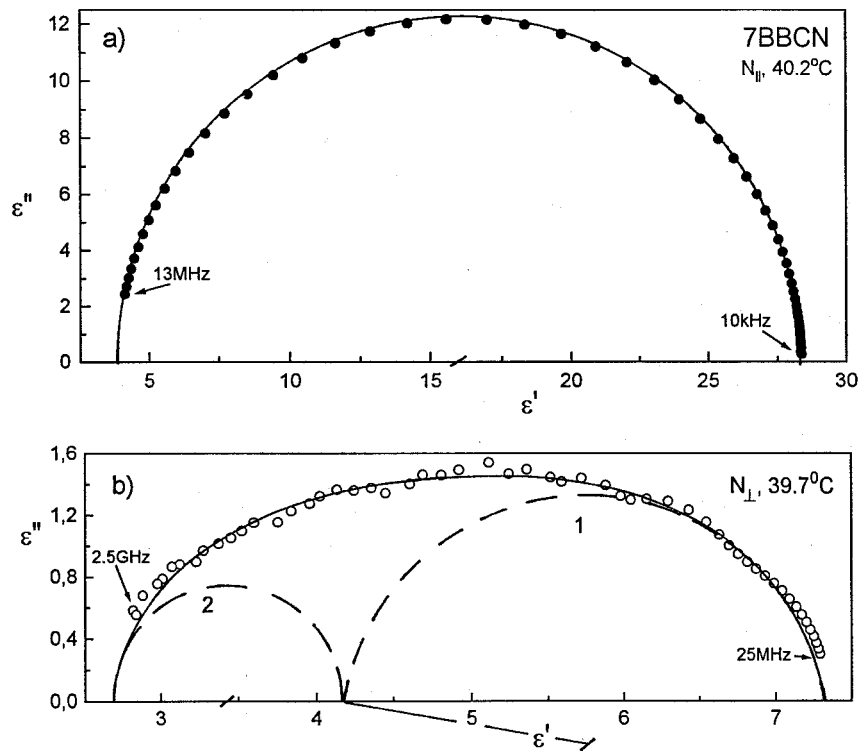 12
a)
7BBCN
N||, 40.2°C
10
8
6
ε"
4
13MHz
2
10kHz
0
5
10
15
20
25
30
ε'
1,6
b)
N⊥, 39.7⁰C
1,2
1
ε"
2.5GHz
0,8
2
0,4
25MHz
0,0
3
4
5
6
7
ε'